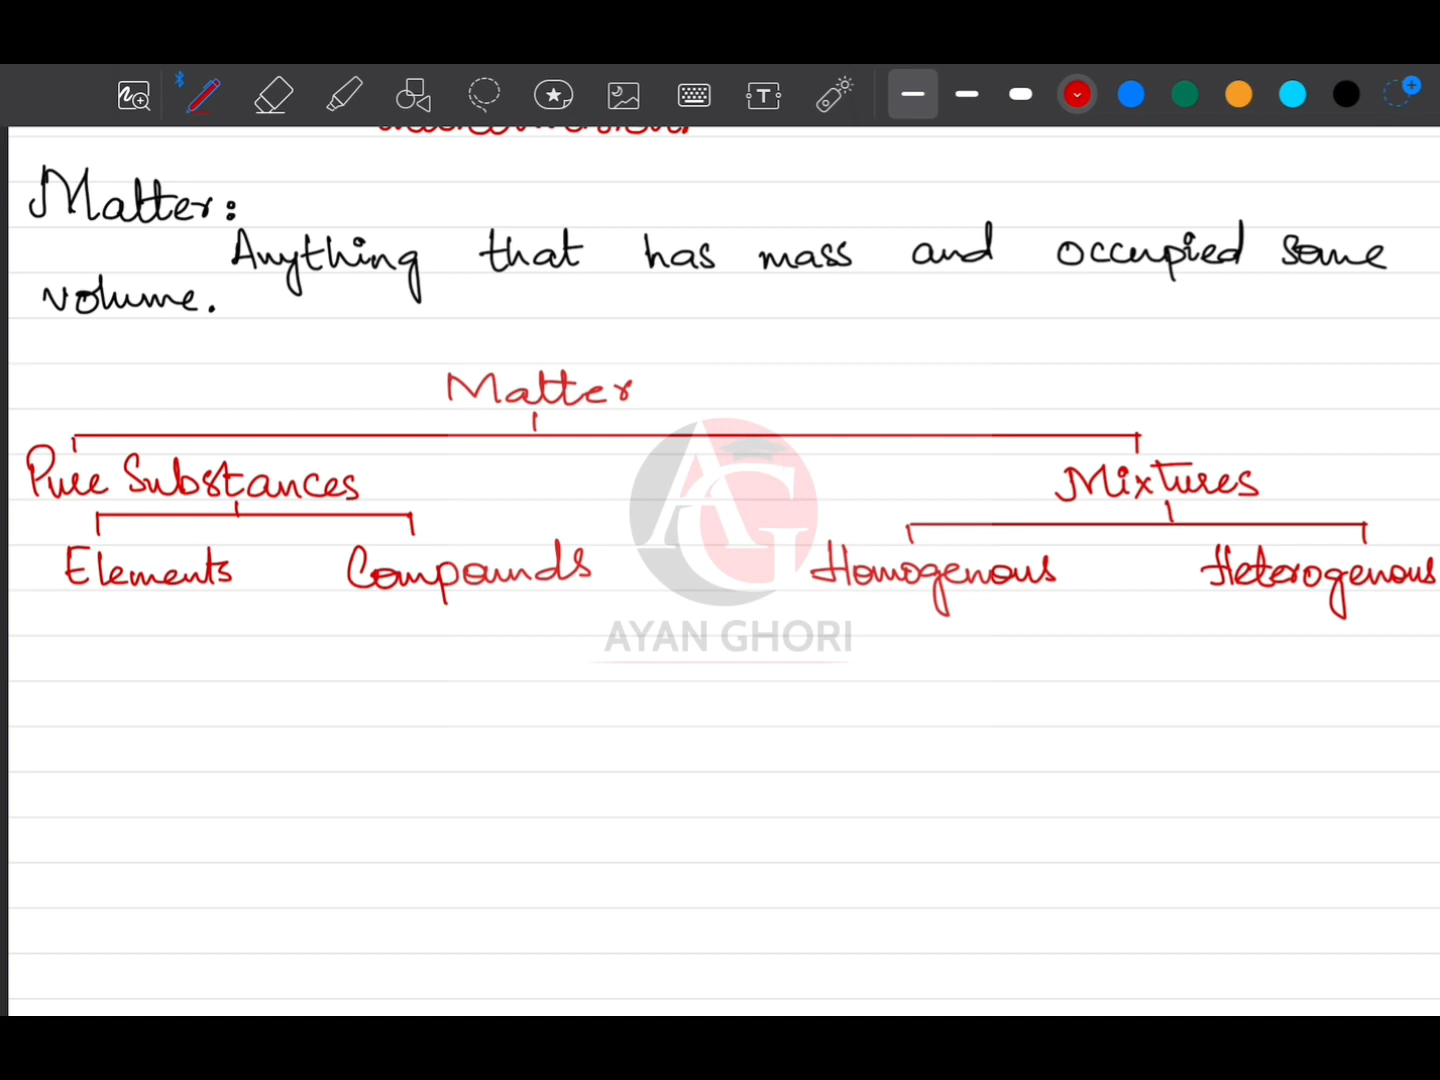 Matter:
Anything that has mass and occupied some
volume.
Matter
Pure Substances Mixtures
Elements Compounds Homogenous Heterogenous
AG
AYAN GHORI